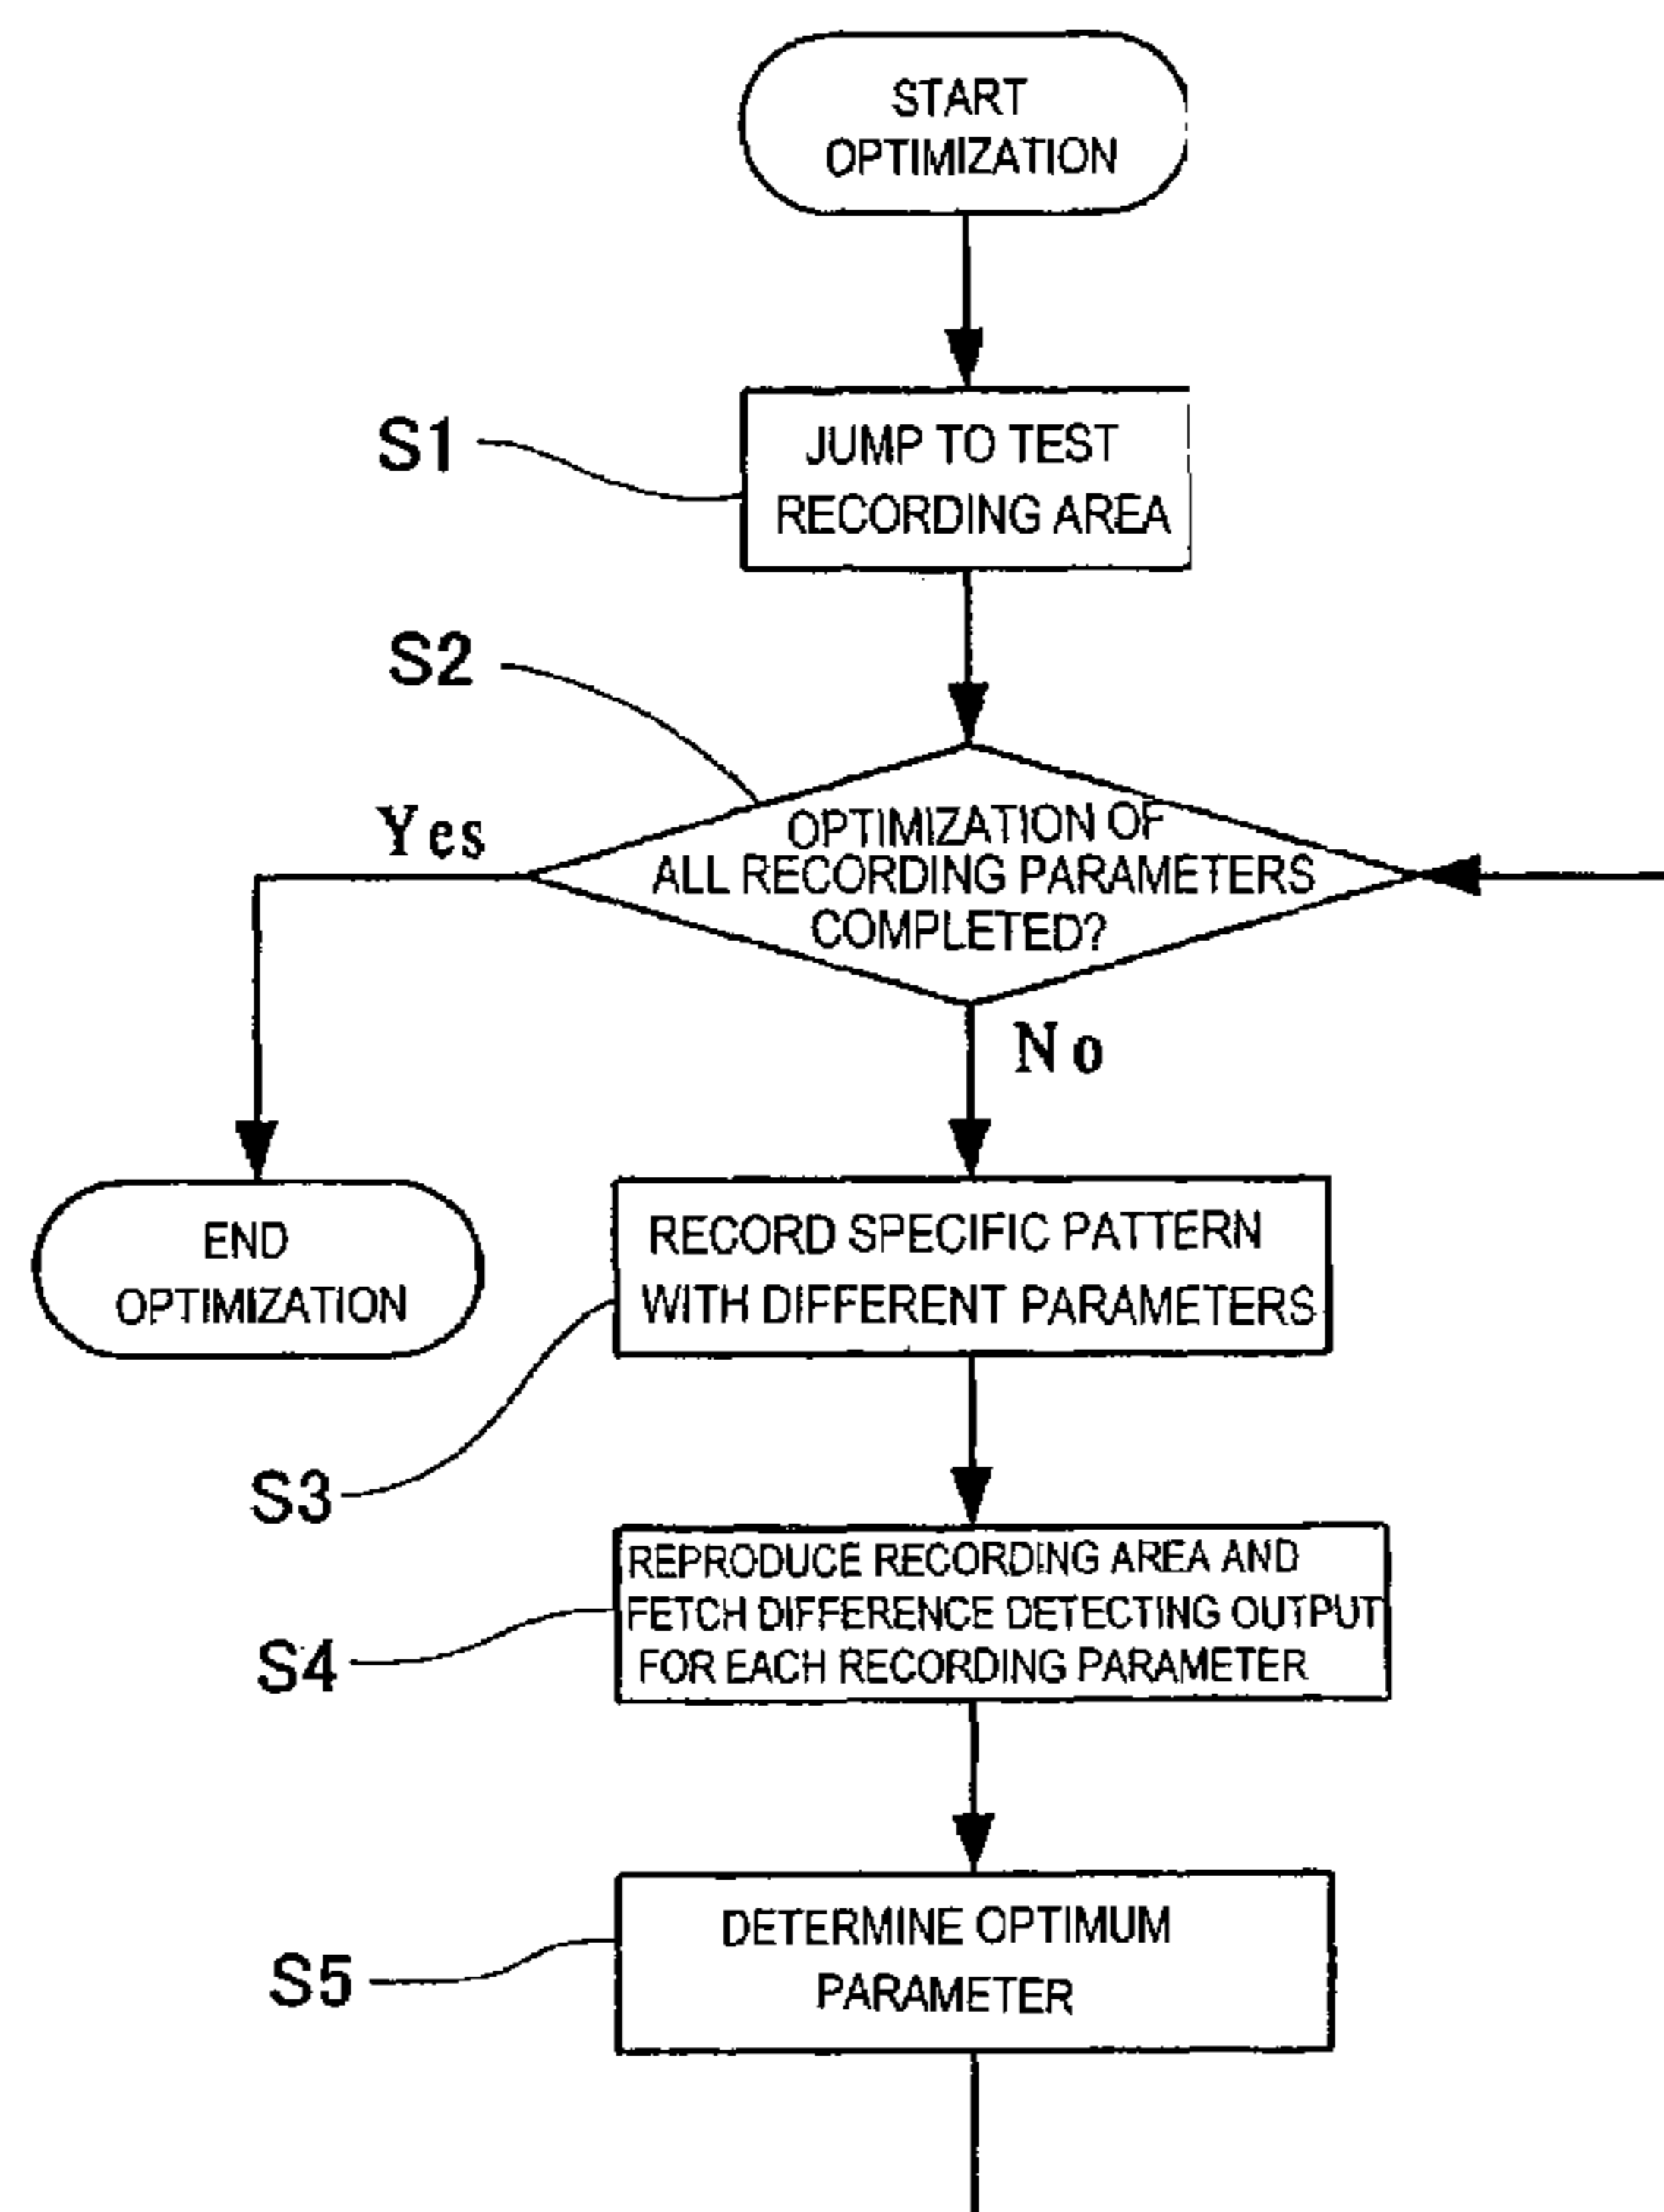 START
OPTIMIZATION
S1
JUMP TO TEST
RECORDING AREA
S2
Yes
OPTIMIZATION OF
ALL RECORDING PARAMETERS
COMPLETED?
No
END
OPTIMIZATION
RECORD SPECIFIC PATTERN
WITH DIFFERENT PARAMETERS
S3
REPRODUCE RECORDING AREA AND
FETCH DIFFERENCE DETECTING OUTPUT
FOR EACH RECORDING PARAMETER
S4
DETERMINE OPTIMUM
PARAMETER
S5